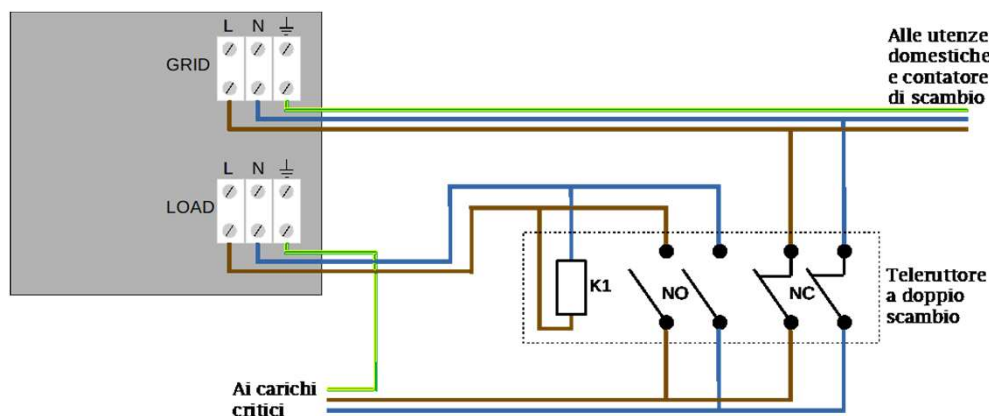 L N ⏚
GRID
Alle utenze
domestiche
e contatore
di scambio
L N ⏚
LOAD
K1
NO
NC
Teleruttore
a doppio
scambio
Ai carichi
critici